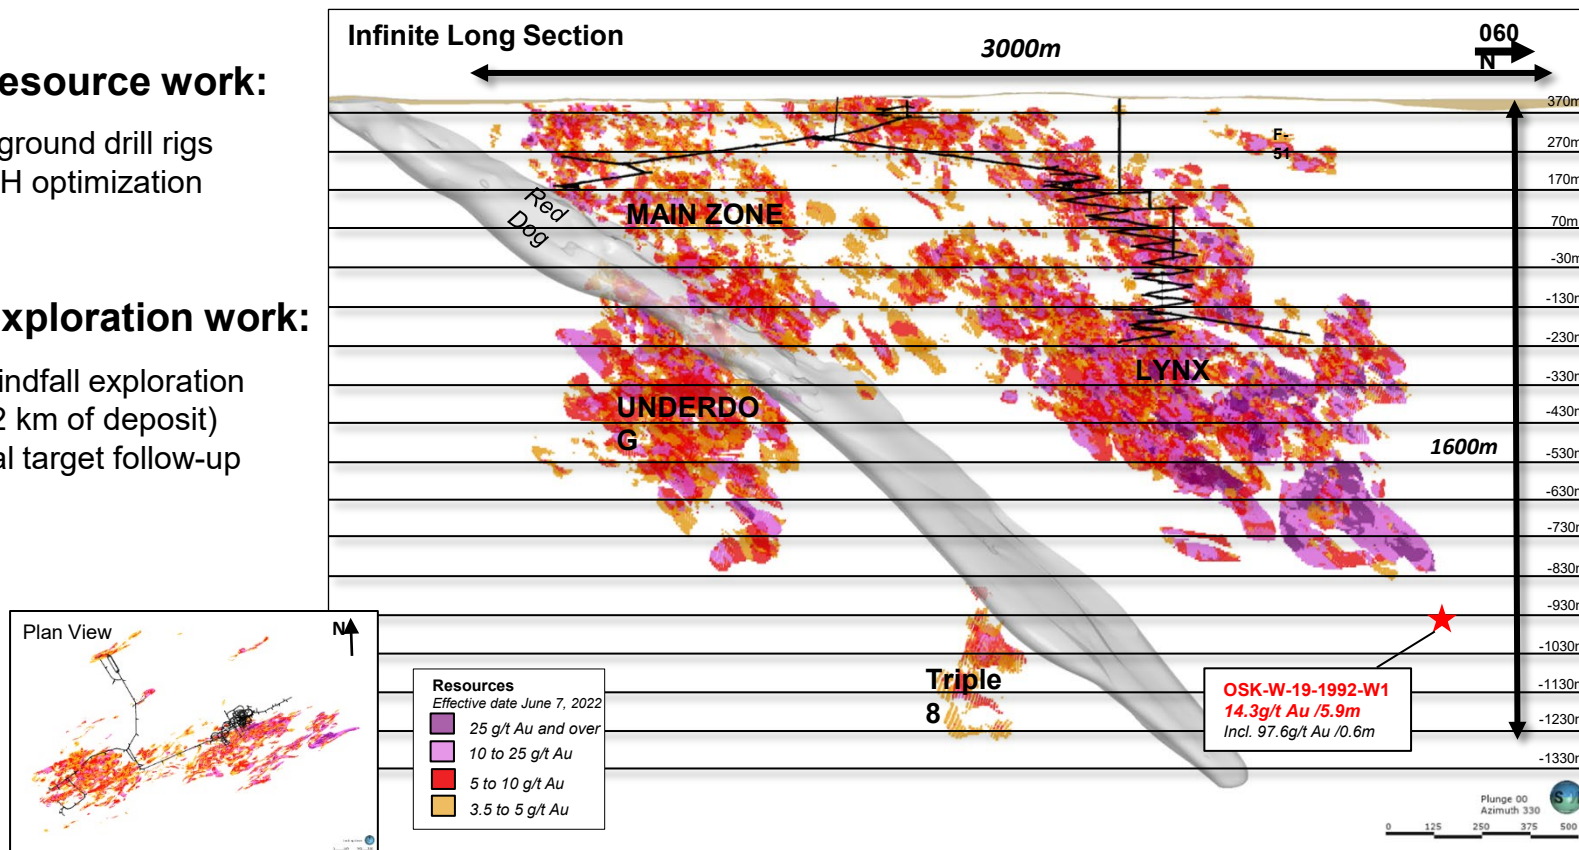 esource work:
ground drill rigs
H optimization
xploration work:
indfall exploration
2 km of deposit)
al target follow-up
Infinite Long Section
3000m
060
N
370m
270m
170m
70m
-30m
-130m
-230m
-330m
-430m
-530m
-630m
-730m
-830m
-930m
-1030m
-1130m
-1230m
-1330m
F-
51
Red
Dog
MAIN ZONE
LYNX
UNDERDO
G
1600m
Triple
8
OSK-W-19-1992-W1
14.3g/t Au /5.9m
Incl. 97.6g/t Au /0.6m
Plan View
N
Resources
Effective date June 7, 2022
25 g/t Au and over
10 to 25 g/t Au
5 to 10 g/t Au
3.5 to 5 g/t Au
Plunge 00
Azimuth 330
S
0 125 250 375 500